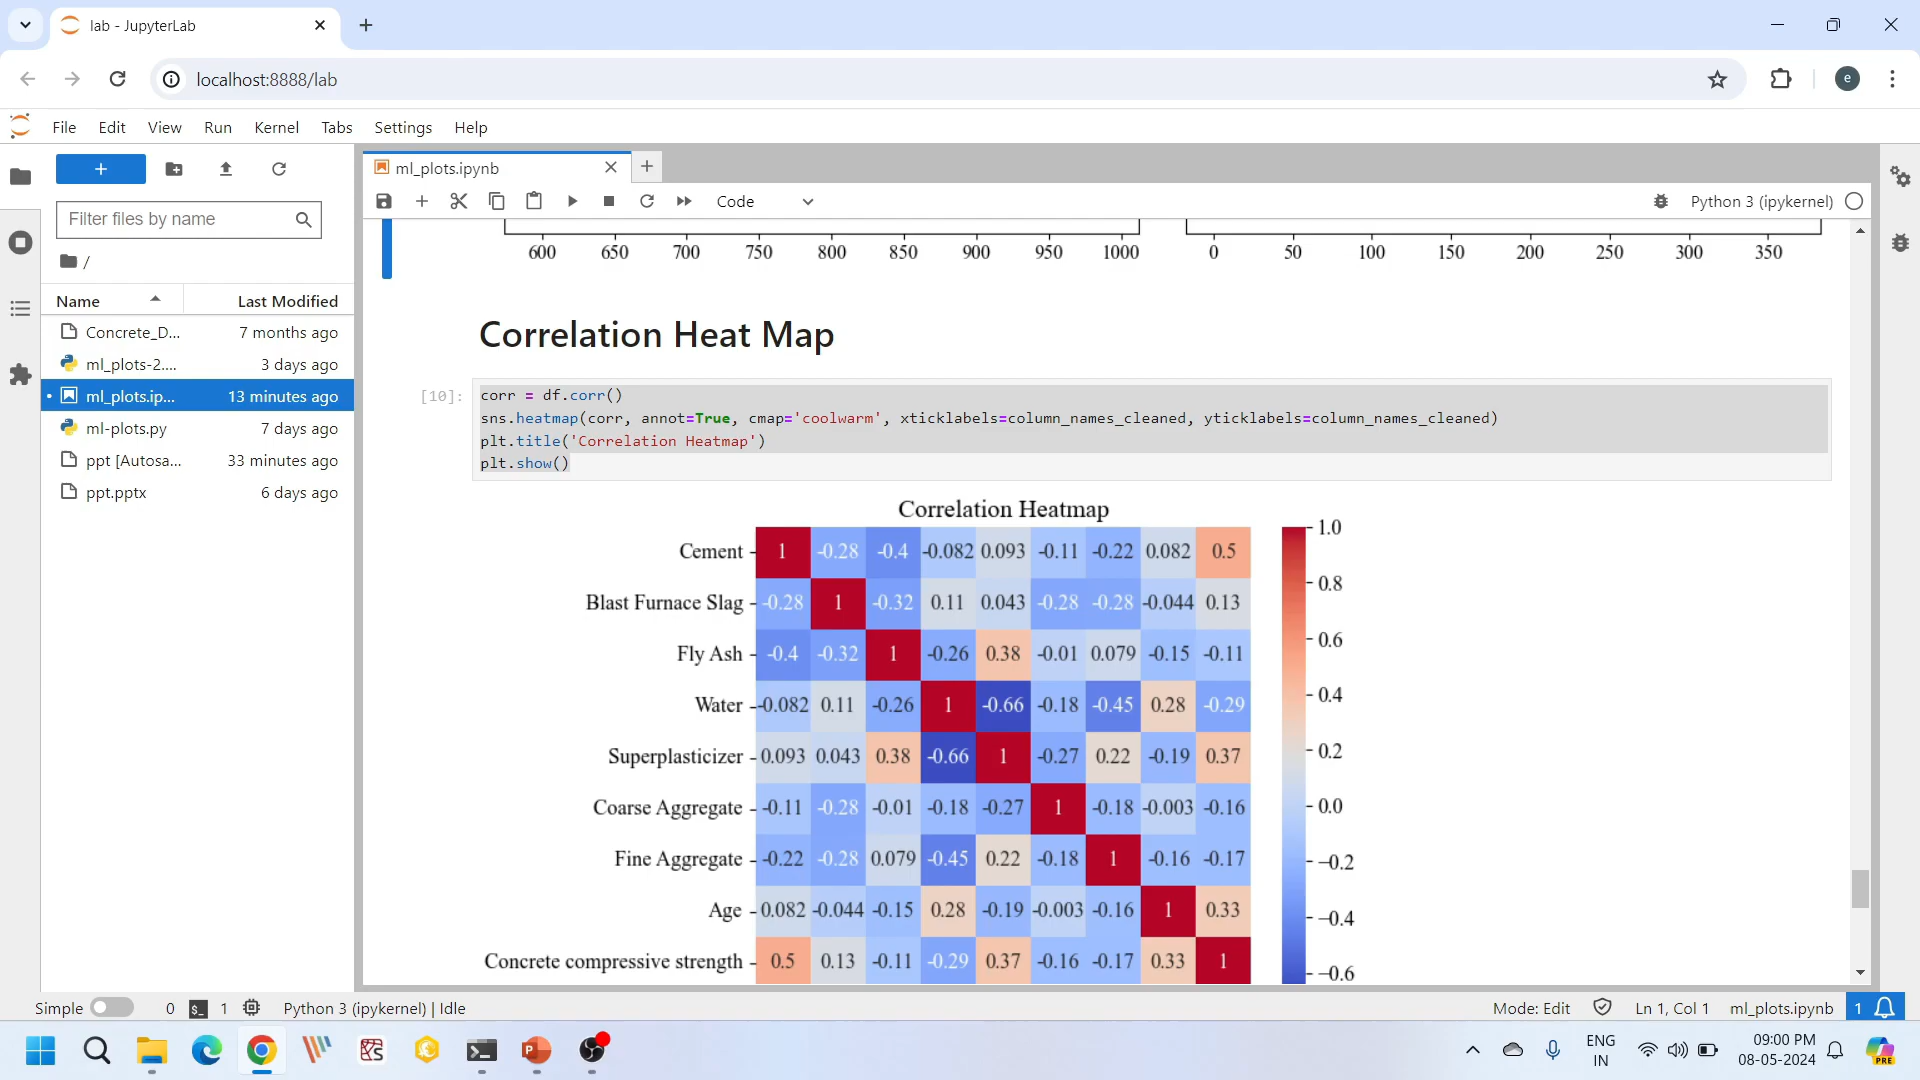 lab - JupyterLab
localhost:8888/lab
e
File Edit View Run Kernel Tabs Settings Help
ml_plots.ipynb
Code
Python 3 (ipykernel)
Filter files by name
/
Name Last Modified
Concrete_D... 7 months ago
ml_plots-2.... 3 days ago
ml_plots.ip... 13 minutes ago
ml-plots.py 7 days ago
ppt [Autosa... 33 minutes ago
ppt.pptx 6 days ago
600 650 700 750 800 850 900 950 1000 0 50 100 150 200 250 300 350
Correlation Heat Map
[10]:
corr = df.corr()
sns.heatmap(corr, annot=True, cmap='coolwarm', xticklabels=column_names_cleaned, yticklabels=column_names_cleaned)
plt.title('Correlation Heatmap')
plt.show()
Correlation Heatmap
Cement 1 -0.28 -0.4 -0.082 0.093 -0.11 -0.22 0.082 0.5
Blast Furnace Slag -0.28 1 -0.32 0.11 0.043 -0.28 -0.28 -0.044 0.13
Fly Ash -0.4 -0.32 1 -0.26 0.38 -0.01 0.079 -0.15 -0.11
Water -0.082 0.11 -0.26 1 -0.66 -0.18 -0.45 0.28 -0.29
Superplasticizer 0.093 0.043 0.38 -0.66 1 -0.27 0.22 -0.19 0.37
Coarse Aggregate -0.11 -0.28 -0.01 -0.18 -0.27 1 -0.18 -0.003 -0.16
Fine Aggregate -0.22 -0.28 0.079 -0.45 0.22 -0.18 1 -0.16 -0.17
Age 0.082 -0.044 -0.15 0.28 -0.19 -0.003 -0.16 1 0.33
Concrete compressive strength 0.5 0.13 -0.11 -0.29 0.37 -0.16 -0.17 0.33 1
1.0
0.8
0.6
0.4
0.2
0.0
−0.2
−0.4
−0.6
Simple 0 $_ 1 Python 3 (ipykernel) | Idle
Mode: Edit Ln 1, Col 1 ml_plots.ipynb 1
ENG
IN
09:00 PM
08-05-2024
PRE